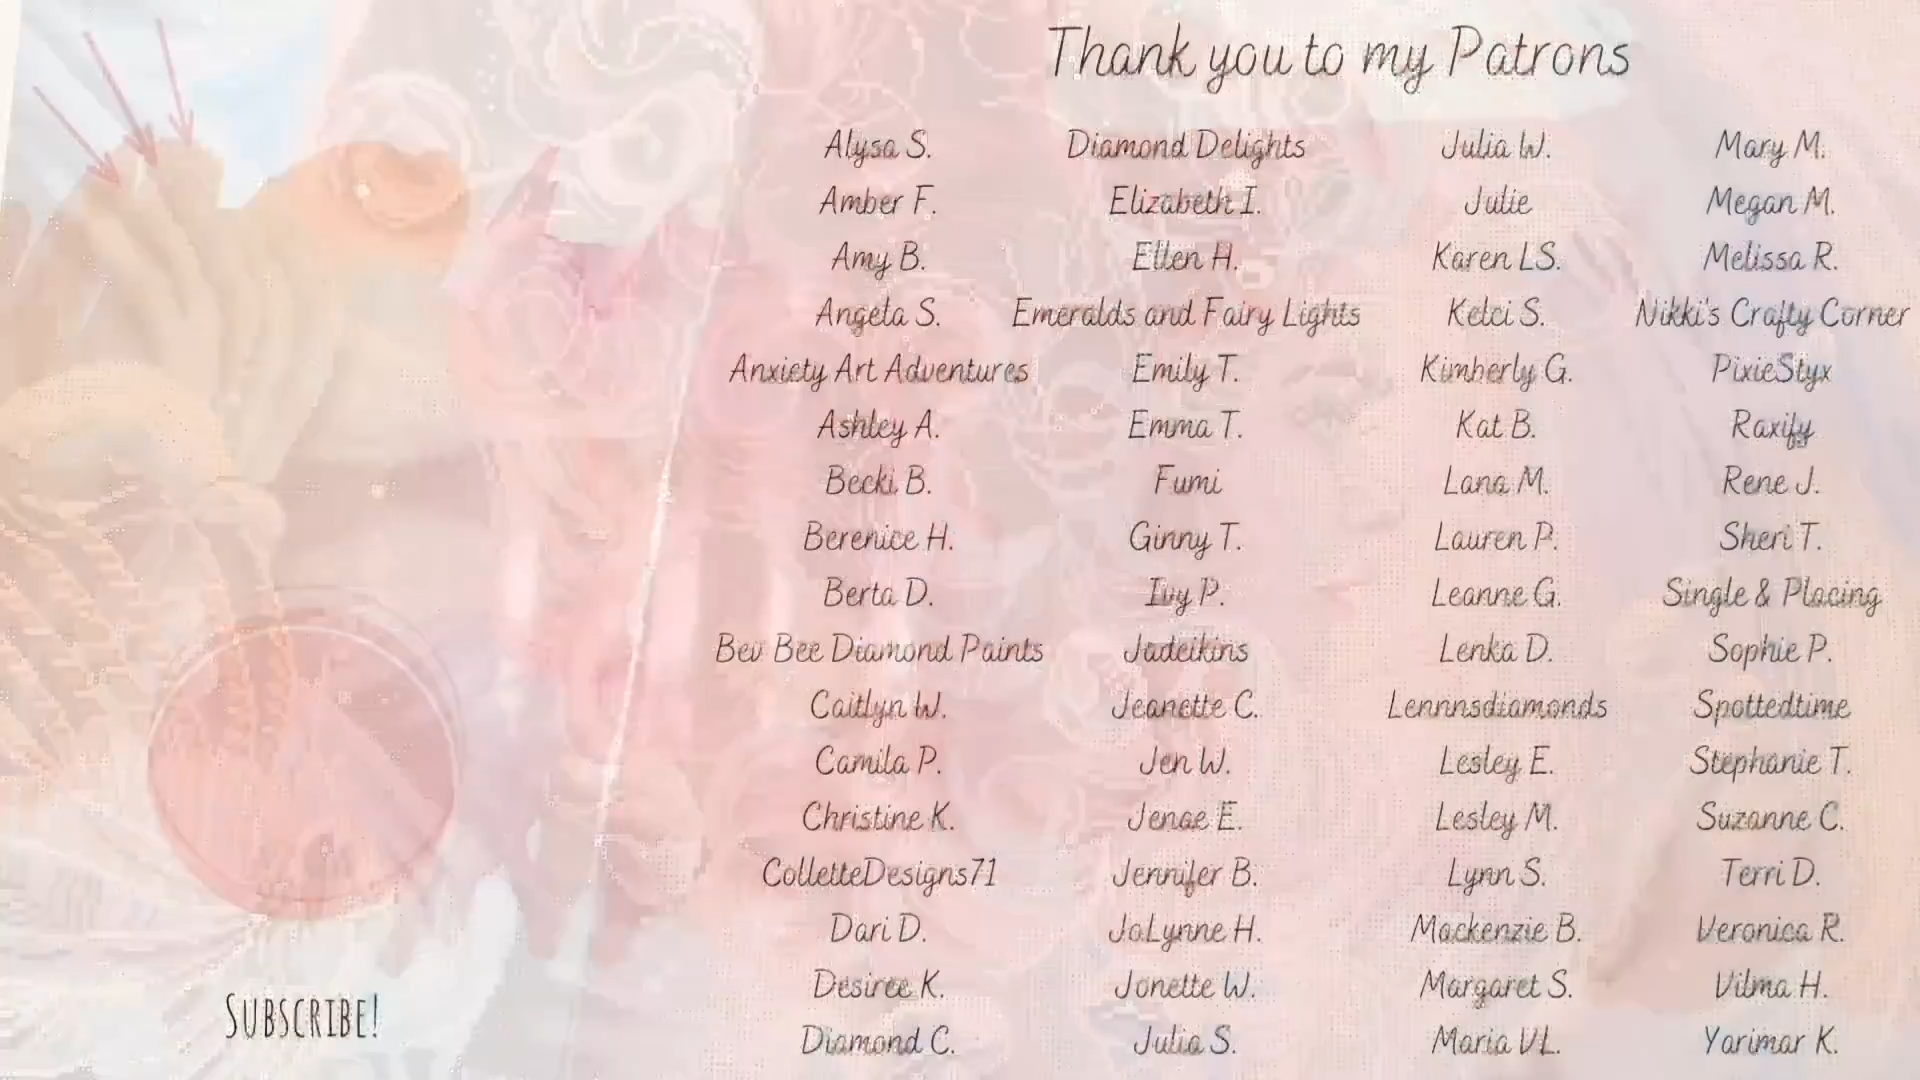 Thank you to my Patrons
Alysa S.
Amber F.
Amy B.
Angela S.
Anxiety Art Adventures
Ashley A.
Becki B.
Berenice H.
Berta D.
Bev Bee Diamond Paints
Caitlyn W.
Camila P.
Christine K.
ColletteDesigns71
Dari D.
Desiree K.
Diamond C.
Diamond Delights
Elizabeth I.
Ellen H.
Emeralds and Fairy Lights
Emily T.
Emma T.
Fumi
Ginny T.
Ivy P.
Jadeikins
Jeanette C.
Jen W.
Jenae E.
Jennifer B.
JoLynne H.
Jonette W.
Julia S.
Julia W.
Julie
Karen LS.
Kelci S.
Kimberly G.
Kat B.
Lana M.
Lauren P.
Leanne G.
Lenka D.
Lennnsdiamonds
Lesley E.
Lesley M.
Lynn S.
Mackenzie B.
Margaret S.
Maria VL.
Mary M.
Megan M.
Melissa R.
Nikki's Crafty Corner
PixieStyx
Raxify
Rene J.
Sheri T.
Single & Placing
Sophie P.
Spottedtime
Stephanie T.
Suzanne C.
Terri D.
Veronica R.
Vilma H.
Yarimar K.
SUBSCRIBE!